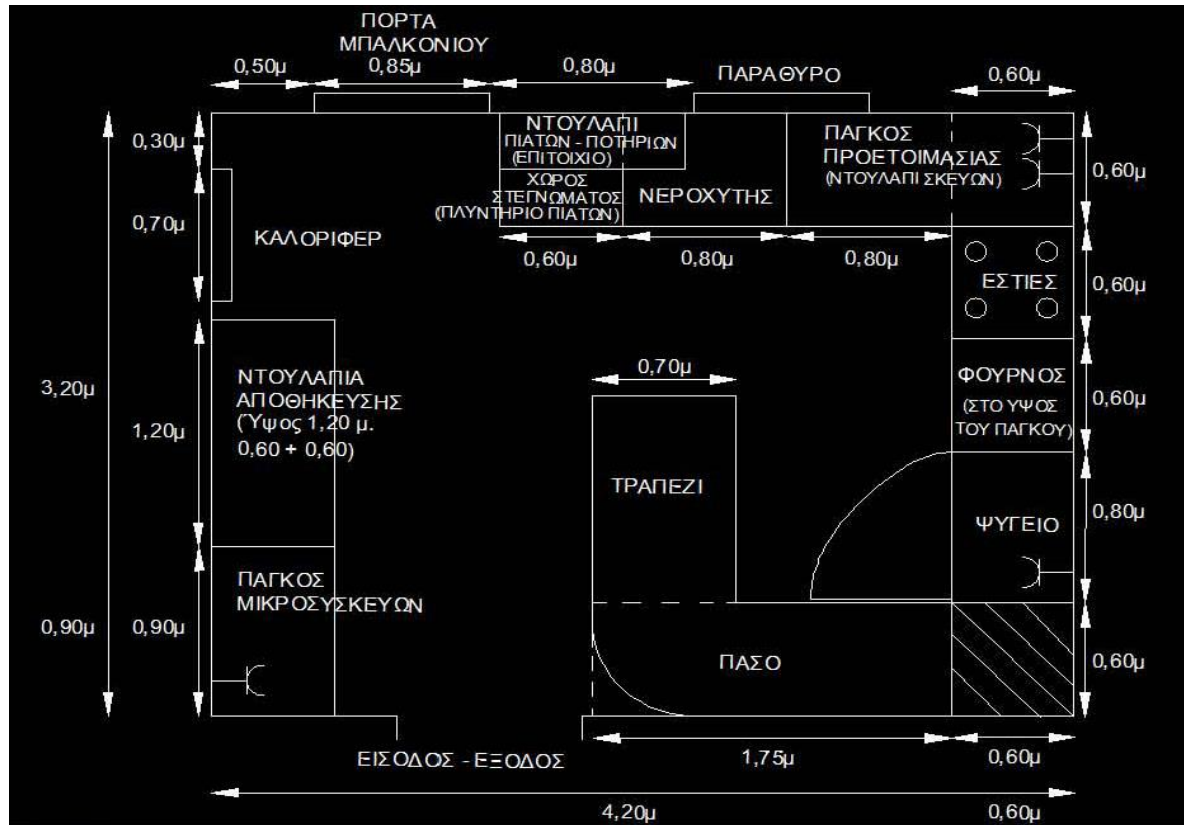 ΠΟΡΤΑ
ΜΠΑΛΚΟΝΙΟΥ
0,50μ
0,85μ
0,80μ
ΠΑΡΑΘΥΡΟ
0,60μ
0,30μ
ΝΤΟΥΛΑΠΙ
ΠΙΑΤΩΝ - ΠΟΤΗΡΙΩΝ
(ΕΠΙΤΟΙΧΙΟ)
ΠΑΓΚΟΣ
ΠΡΟΕΤΟΙΜΑΣΙΑΣ
(ΝΤΟΥΛΑΠΙ ΣΚΕΥΩΝ)
0,60μ
ΧΩΡΟΣ
ΣΤΕΓΝΩΜΑΤΟΣ
(ΠΛΥΝΤΗΡΙΟ ΠΙΑΤΩΝ)
ΝΕΡΟΧΥΤΗΣ
0,70μ
ΚΑΛΟΡΙΦΕΡ
0,60μ
0,80μ
0,80μ
ΕΣΤΙΕΣ
0,60μ
3,20μ
1,20μ
ΝΤΟΥΛΑΠΙΑ
ΑΠΟΘΗΚΕΥΣΗΣ
(Ύψος 1,20 μ.
0,60 + 0,60)
0,70μ
ΦΟΥΡΝΟΣ
(ΣΤΟ ΥΨΟΣ
ΤΟΥ ΠΑΓΚΟΥ)
0,60μ
ΤΡΑΠΕΖΙ
ΨΥΓΕΙΟ
0,80μ
ΠΑΓΚΟΣ
ΜΙΚΡΟΣΥΣΚΕΥΩΝ
0,90μ
0,90μ
ΠΑΣΟ
0,60μ
ΕΙΣΟΔΟΣ - ΕΞΟΔΟΣ
1,75μ
0,60μ
4,20μ
0,60μ